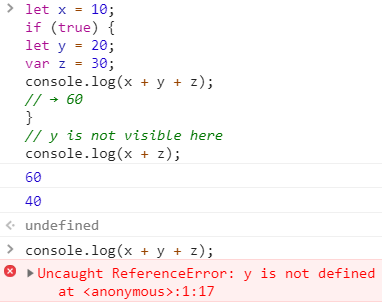 > let x = 10;
if (true) {
let y = 20;
var z = 30;
console.log(x + y + z);
// → 60
}
// y is not visible here
console.log(x + z);
60
40
undefined
> console.log(x + y + z);
Uncaught ReferenceError: y is not defined
at <anonymous>:1:17